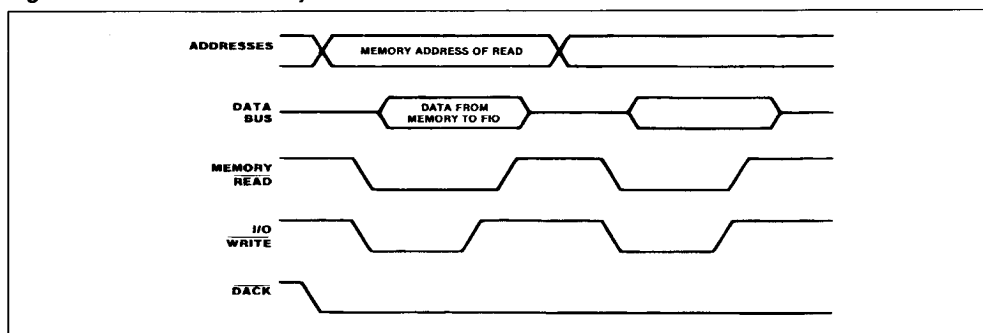 ADDRESSES
MEMORY ADDRESS OF READ
DATA
BUS
DATA FROM
MEMORY TO FIO
MEMORY
READ
I/O
WRITE
DACK